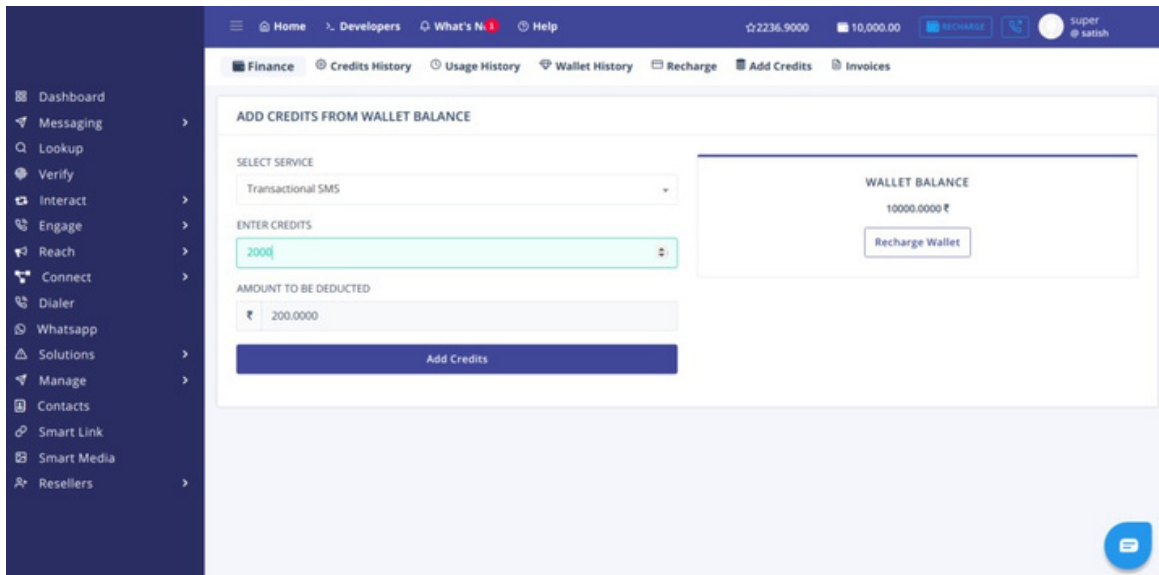 Home Developers What's N 1 Help ☆2236.9000 10,000.00 RECHARGE super
@ satish
Finance Credits History Usage History Wallet History Recharge Add Credits Invoices
Dashboard
Messaging
Lookup
Verify
Interact
Engage
Reach
Connect
Dialer
Whatsapp
Solutions
Manage
Contacts
Smart Link
Smart Media
Resellers
ADD CREDITS FROM WALLET BALANCE
SELECT SERVICE
Transactional SMS
ENTER CREDITS
2000
AMOUNT TO BE DEDUCTED
₹ 200.0000
Add Credits
WALLET BALANCE
10000.0000 ₹
Recharge Wallet